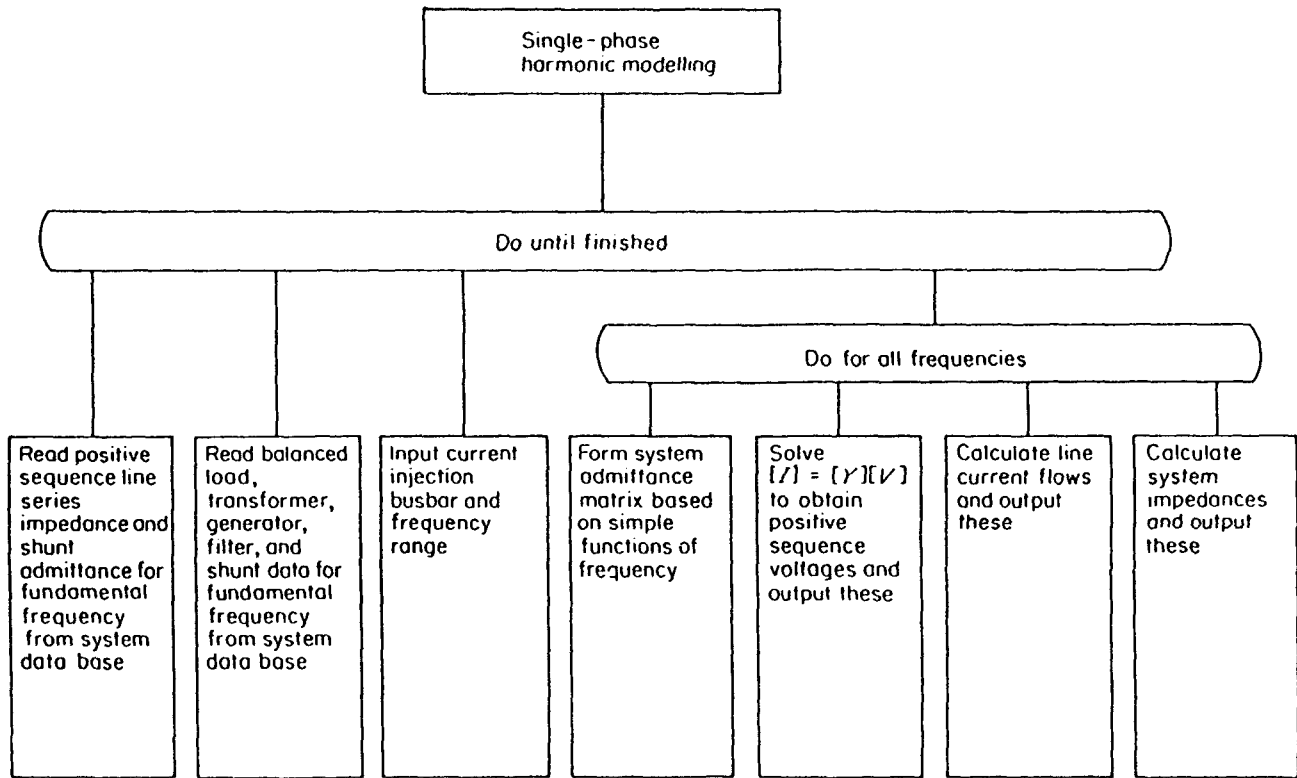 Single-phase
harmonic modelling
Do until finished
Do for all frequencies
Read positive
sequence line
series
impedance and
shunt
admittance for
fundamental
frequency
from system
data base
Read balanced
load,
transformer,
generator,
filter, and
shunt data for
fundamental
frequency
from system
data base
Input current
injection
busbar and
frequency
range
Form system
admittance
matrix based
on simple
functions of
frequency
Solve
[I] = [Y][V]
to obtain
positive
sequence
voltages and
output these
Calculate line
current flows
and output
these
Calculate
system
impedances
and output
these